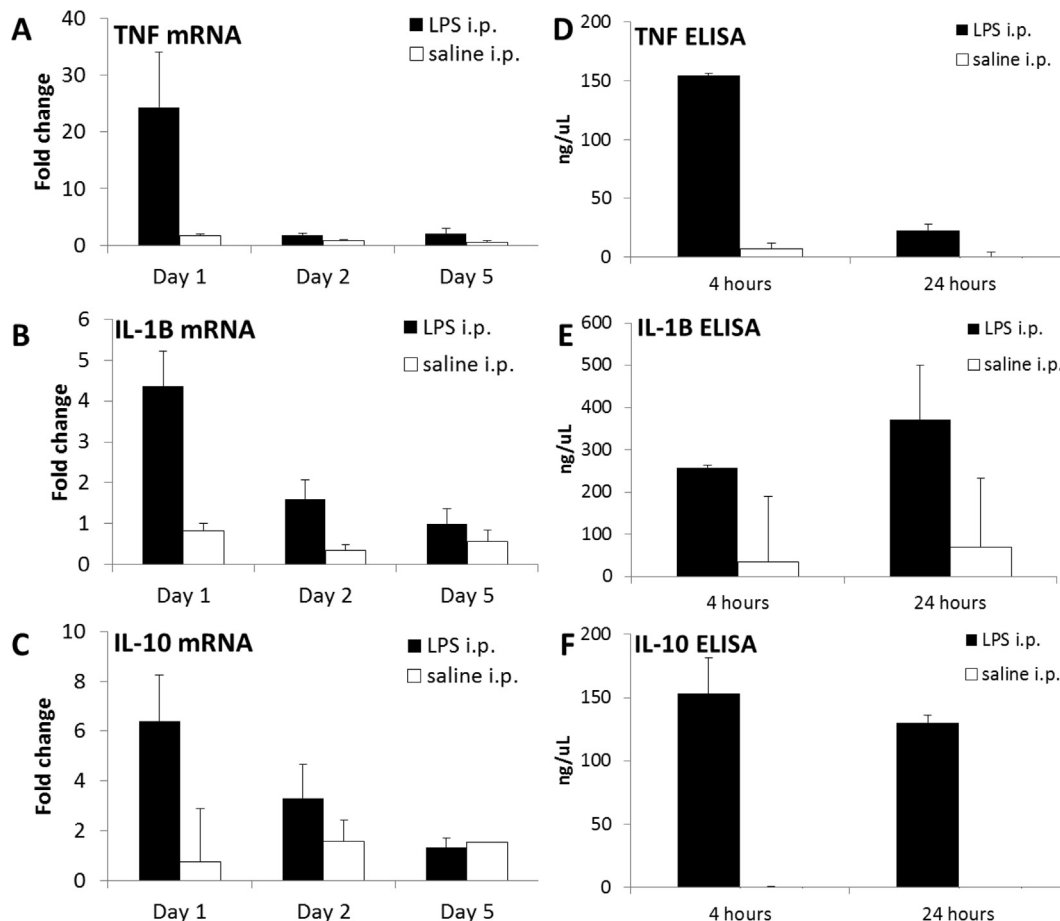 A
TNF mRNA
LPS i.p.
saline i.p.
Fold change
40
30
20
10
0
Day 1
Day 2
Day 5
D
TNF ELISA
LPS i.p.
saline i.p.
ng/uL
200
150
100
50
0
4 hours
24 hours
B
IL-1B mRNA
LPS i.p.
saline i.p.
Fold change
6
5
4
3
2
1
0
Day 1
Day 2
Day 5
E
IL-1B ELISA
LPS i.p.
saline i.p.
ng/uL
600
500
400
300
200
100
0
4 hours
24 hours
C
IL-10 mRNA
LPS i.p.
saline i.p.
Fold change
10
8
6
4
2
0
Day 1
Day 2
Day 5
F
IL-10 ELISA
LPS i.p.
saline i.p.
ng/uL
200
150
100
50
0
4 hours
24 hours